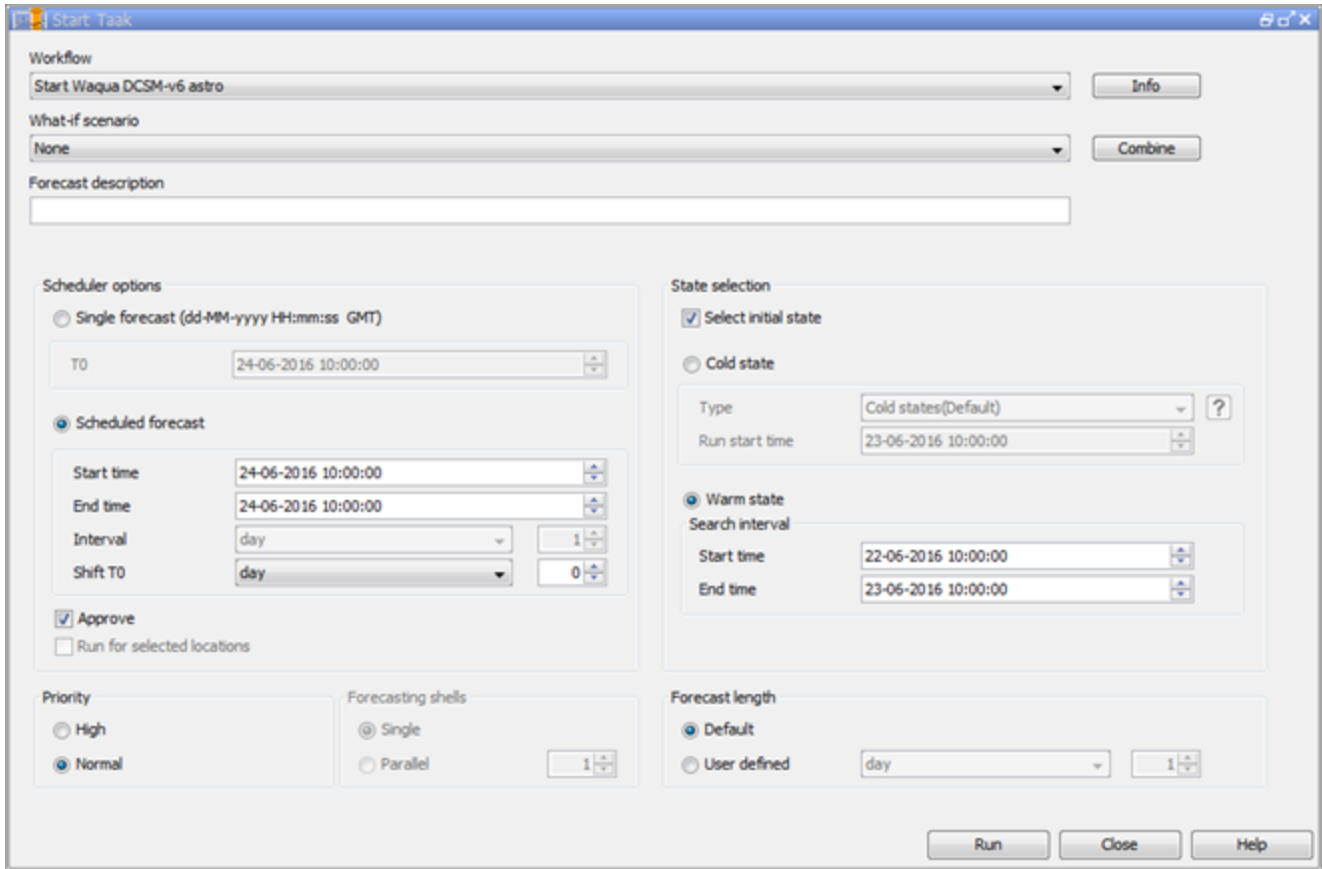 Start Taak
Workflow
Start Waqua DCSM-v6 astro
Info
What-if scenario
None
Combine
Forecast description
Scheduler options
Single forecast (dd-MM-yyyy HH:mm:ss GMT)
T0 24-06-2016 10:00:00
Scheduled forecast
Start time 24-06-2016 10:00:00
End time 24-06-2016 10:00:00
Interval day 1
Shift T0 day 0
Approve
Run for selected locations
State selection
Select initial state
Cold state
Type Cold states(Default) ?
Run start time 23-06-2016 10:00:00
Warm state
Search interval
Start time 22-06-2016 10:00:00
End time 23-06-2016 10:00:00
Priority
High
Normal
Forecasting shells
Single
Parallel 1
Forecast length
Default
User defined day 1
Run Close Help